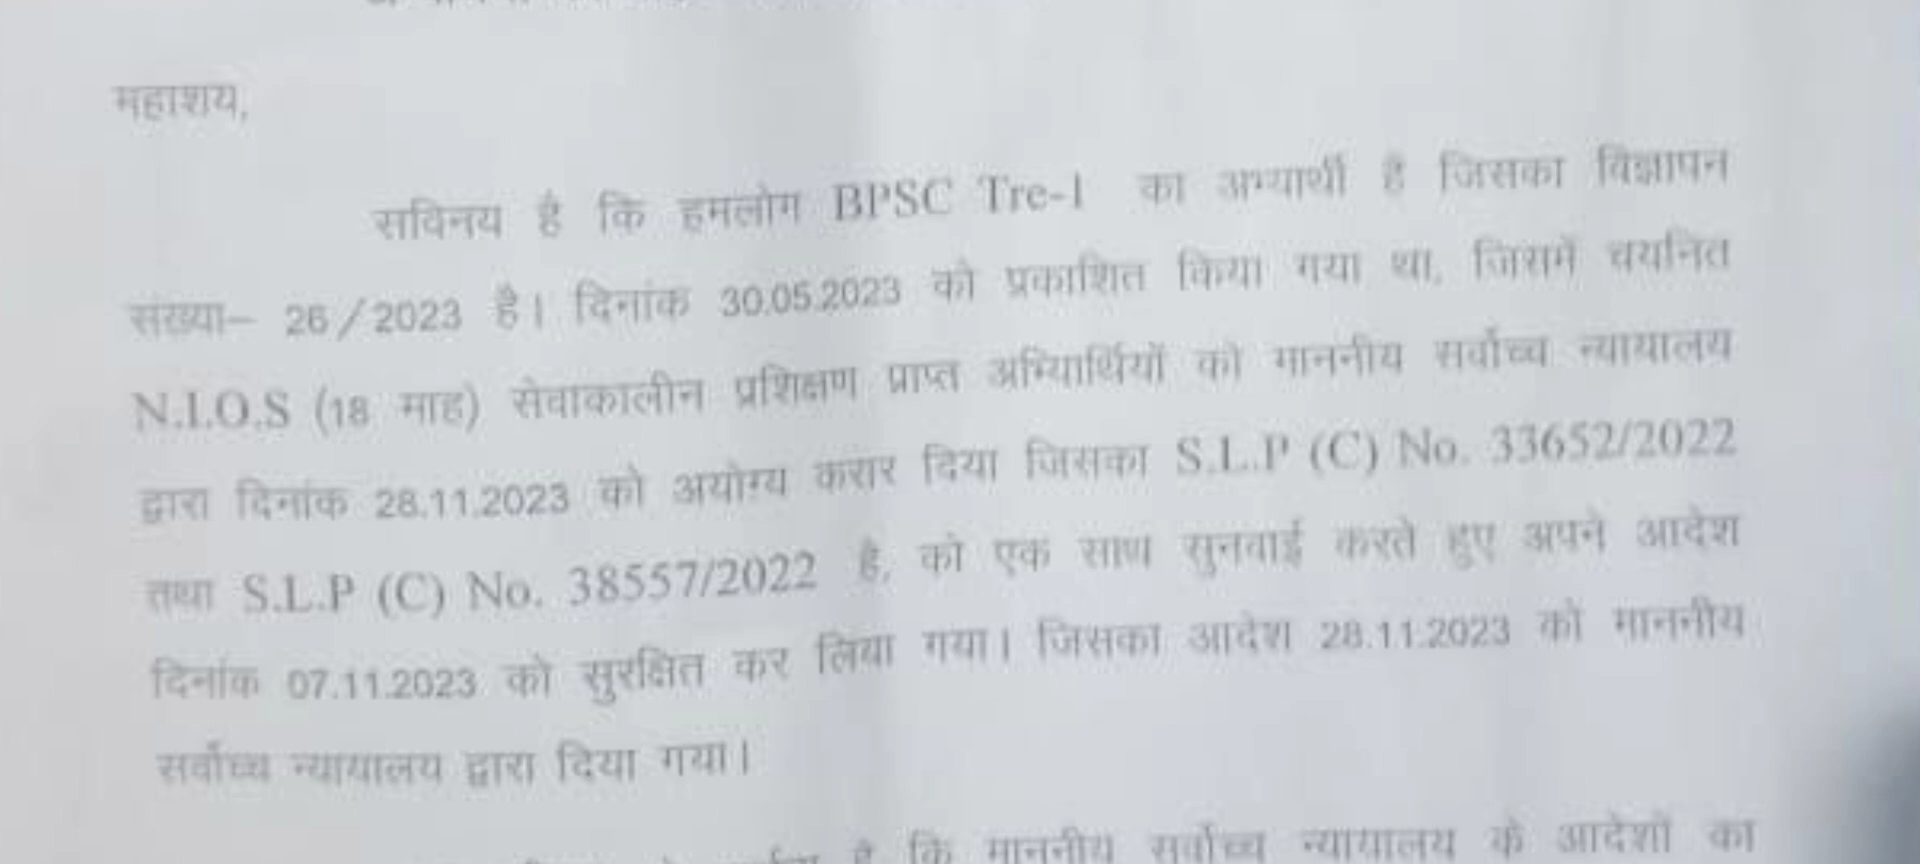 महाशय,
सविनय है कि हमलोग BPSC Tre-1 का अभ्यार्थी है जिसका विज्ञापन
संख्या– 26/2023 है। दिनांक 30.05.2023 को प्रकाशित किया गया था, जिसमें चयनित
N.I.O.S (18 माह) सेवाकालीन प्रशिक्षण प्राप्त अभ्यिार्थियों को माननीय सर्वोच्च न्यायालय
द्वारा दिनांक 28.11.2023 को अयोग्य करार दिया जिसका S.L.P (C) No. 33652/2022
तथा S.L.P (C) No. 38557/2022 है, को एक साथ सुनवाई करते हुए अपने आदेश
दिनांक 07.11.2023 को सुरक्षित कर लिया गया। जिसका आदेश 28.11.2023 को माननीय
सर्वोच्च न्यायालय द्वारा दिया गया।
है कि माननीय सर्वोच्च न्यायालय के आदेशों का